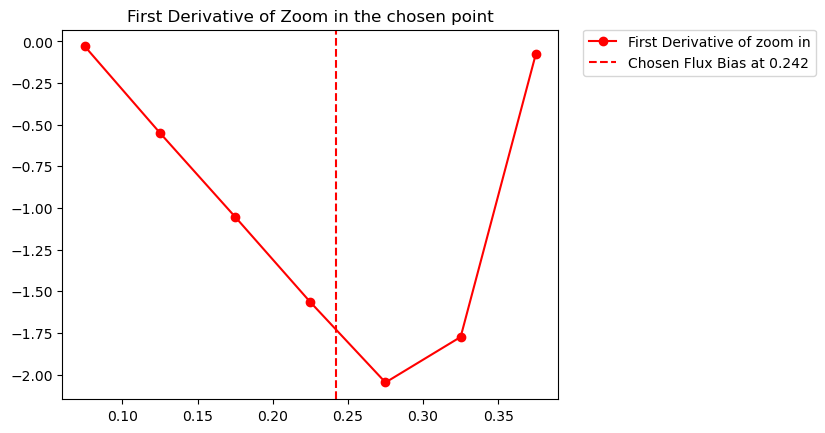 First Derivative of Zoom in the chosen point
First Derivative of zoom in
Chosen Flux Bias at 0.242
0.00
−0.25
−0.50
−0.75
−1.00
−1.25
−1.50
−1.75
−2.00
0.10 0.15 0.20 0.25 0.30 0.35